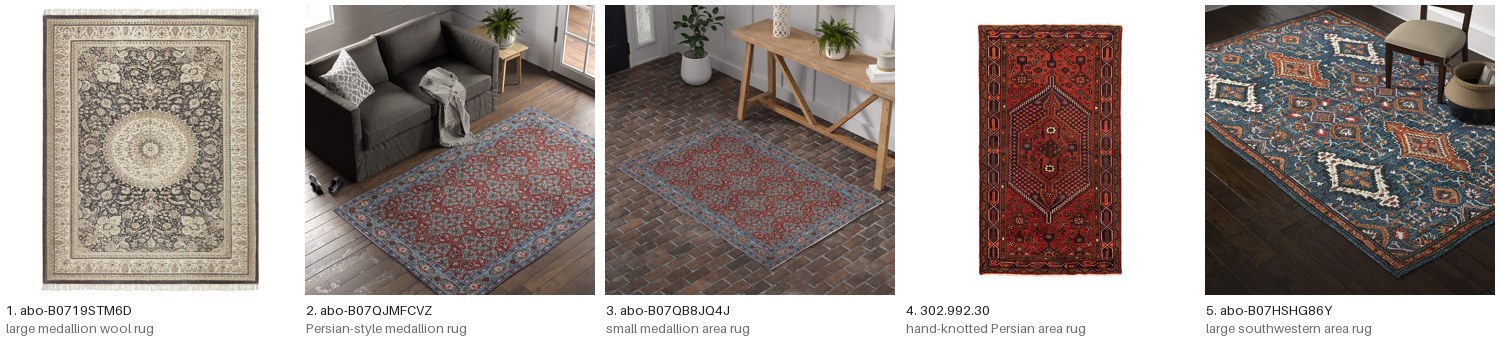 1. abo-B0719STM6D
large medallion wool rug
2. abo-B07QJMFCVZ
Persian-style medallion rug
3. abo-B07QB8JQ4J
small medallion area rug
4. 302.992.30
hand-knotted Persian area rug
5. abo-B07HSHG86Y
large southwestern area rug